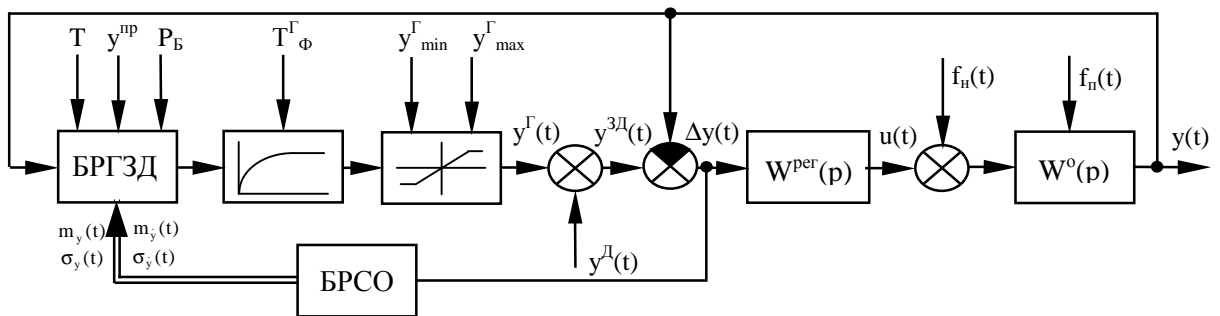 T y^пр P_Б T^Г_Ф y^Г_min y^Г_max
f_н(t) f_п(t)
y^Г(t) y^ЗД(t) Δy(t) u(t) y(t)
БРГЗД W^рег(p) W^о(p)
m_y(t) m_ẏ(t)
σ_y(t) σ_ẏ(t)
y^Д(t)
БРСО